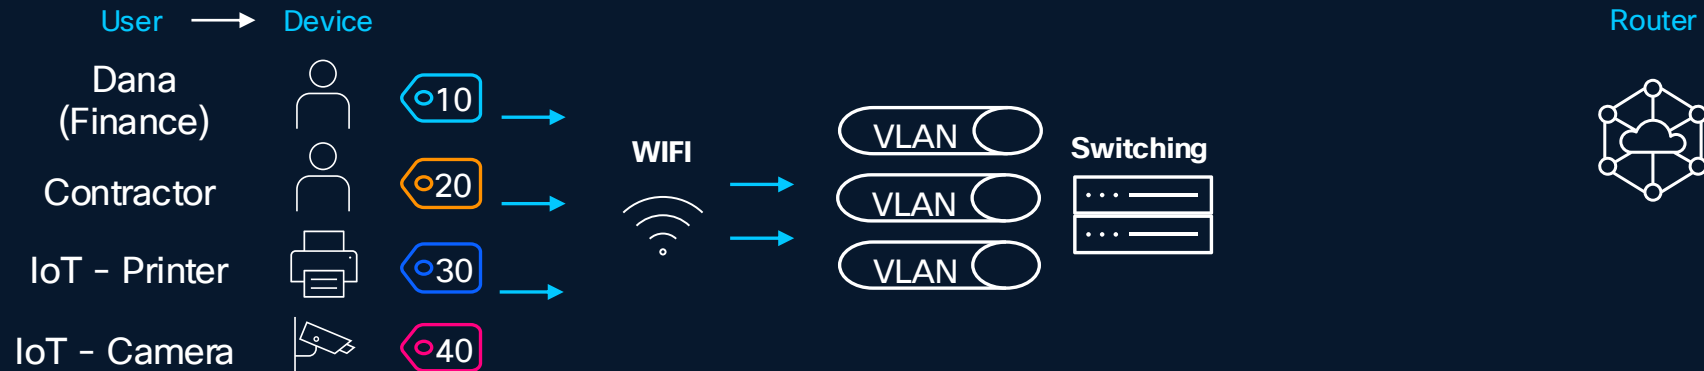 User Device
Router
Dana
(Finance)
10
Contractor
20
IoT - Printer
30
IoT - Camera
40
WIFI
VLAN
VLAN
VLAN
Switching